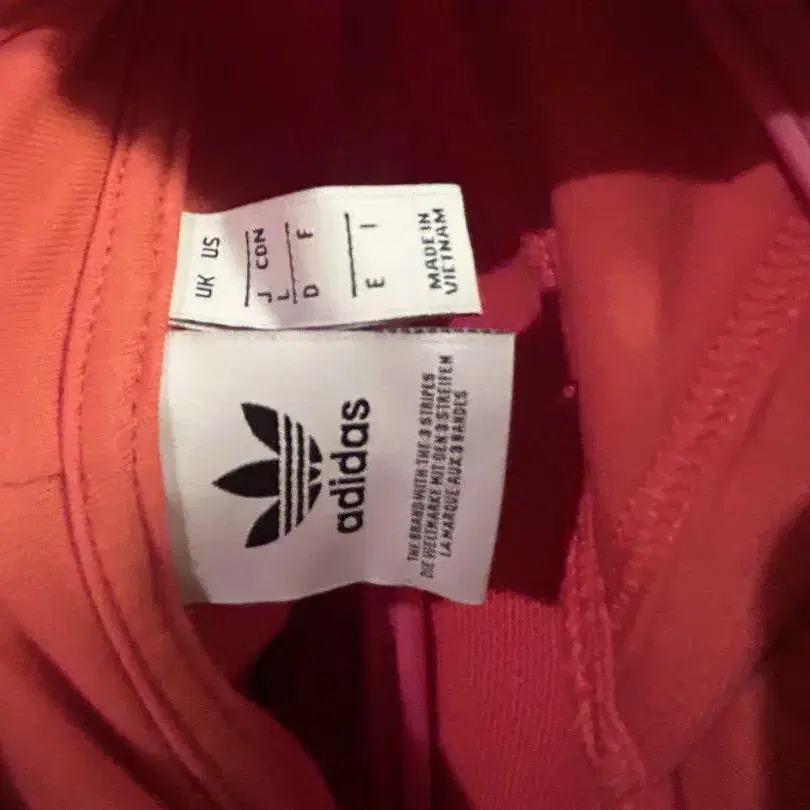 UK US
J CDN
L
D F
E I
MADE IN
VIETNAM
adidas
THE BRAND WITH THE 3 STRIPES
DIE WELTMARKE MIT DEN 3 STREIFEN
LA MARQUE AUX 3 BANDES